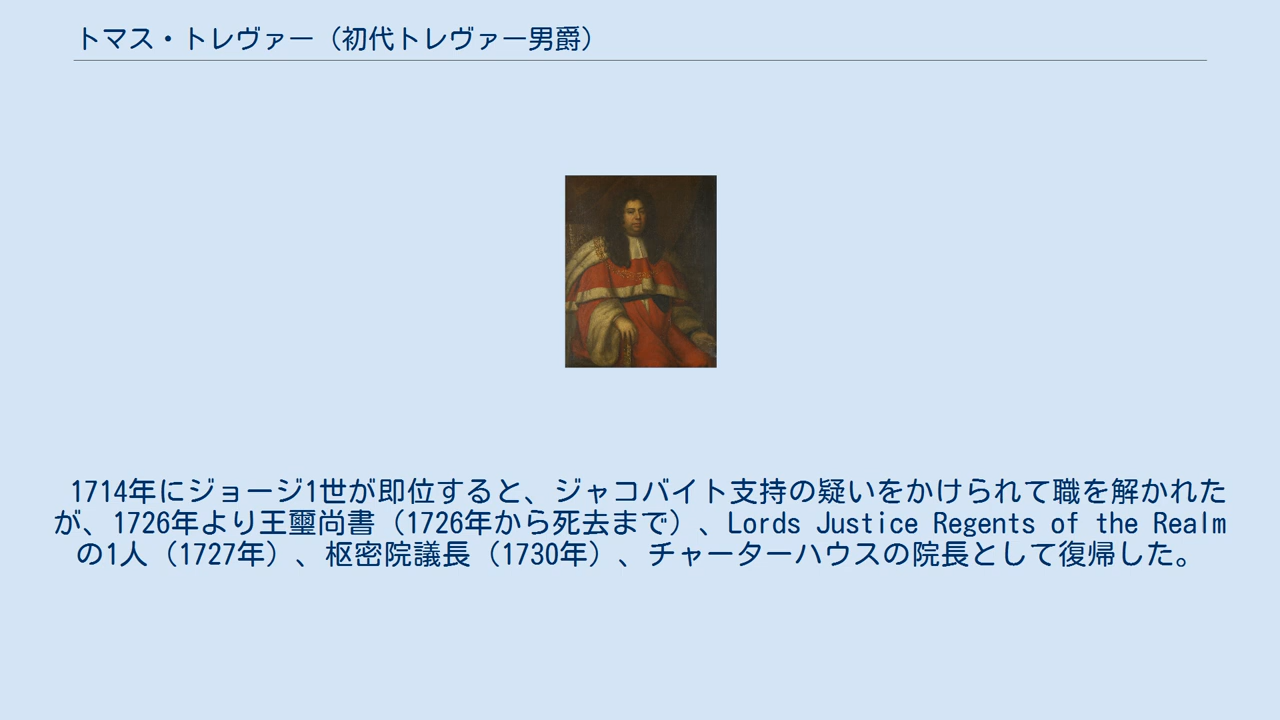 トマス・トレヴァー（初代トレヴァー男爵）
1714年にジョージ1世が即位すると、ジャコバイト支持の疑いをかけられて職を解かれた
が、1726年より王璽尚書（1726年から死去まで）、Lords Justice Regents of the Realm
の1人（1727年）、枢密院議長（1730年）、チャーターハウスの院長として復帰した。